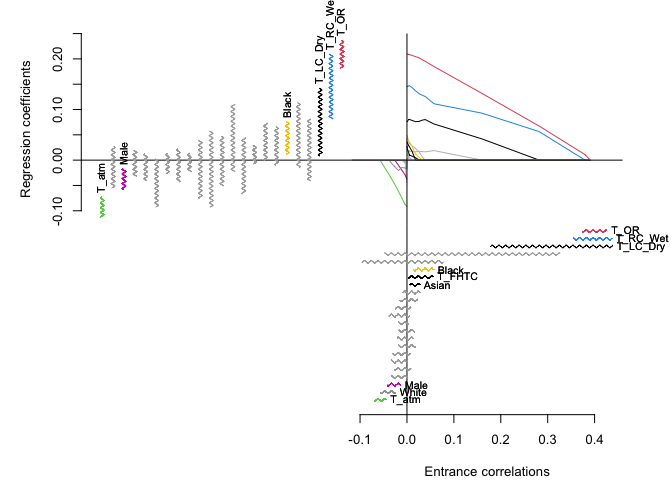 T_RC_Wet
T_OR
T_LC_Dry
Black
Male
T_atm
Regression coefficients
0.20
0.10
0.00
-0.10
T_OR
T_RC_Wet
T_LC_Dry
Black
T_FHTC
Asian
Male
White
T_atm
-0.1 0.0 0.1 0.2 0.3 0.4
Entrance correlations